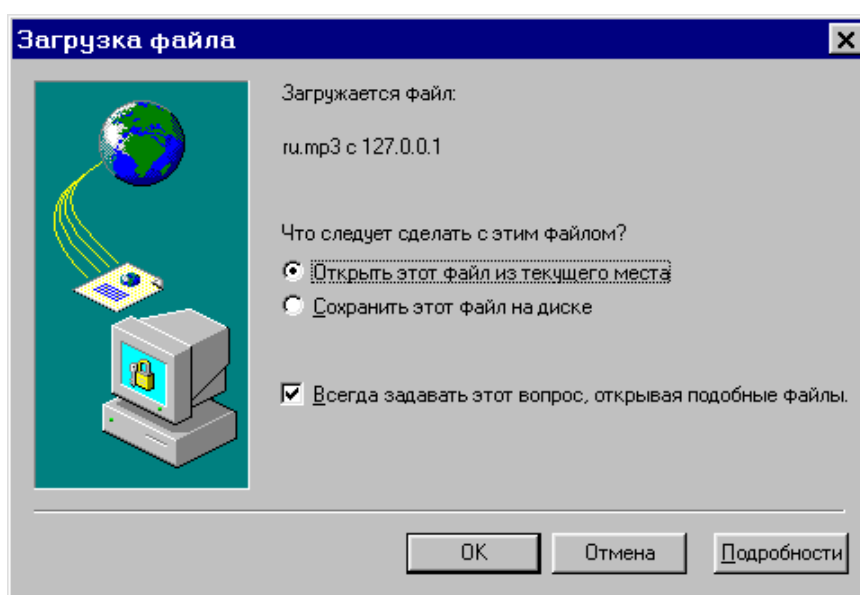 Загрузка файла
Загружается файл:
ru.mp3 с 127.0.0.1
Что следует сделать с этим файлом?
Открыть этот файл из текущего места
Сохранить этот файл на диске
Всегда задавать этот вопрос, открывая подобные файлы.
OK
Отмена
Подробности